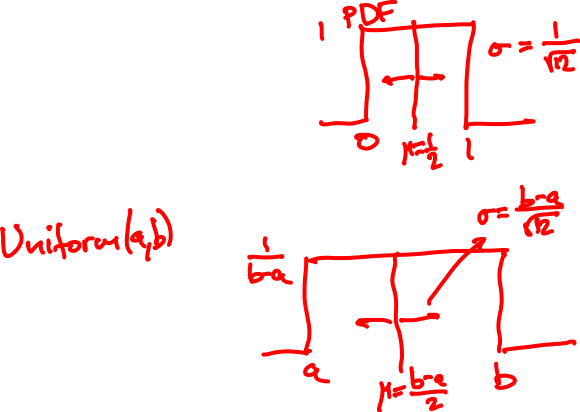 PDF
1
σ = 1/√12
0
μ = 1/2
1
Uniform(a,b)
σ = b-a/√12
1/b-a
a
μ = b-a/2
b